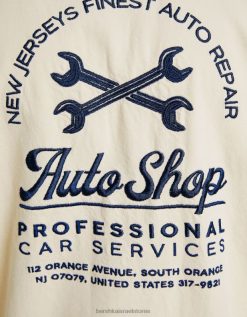 NEW JERSEYS FINEST AUTO REPAIR
Auto Shop
PROFESSIONAL
CAR SERVICES
112 ORANGE AVENUE, SOUTH ORANGE
NJ 07079, UNITED STATES 317-9821